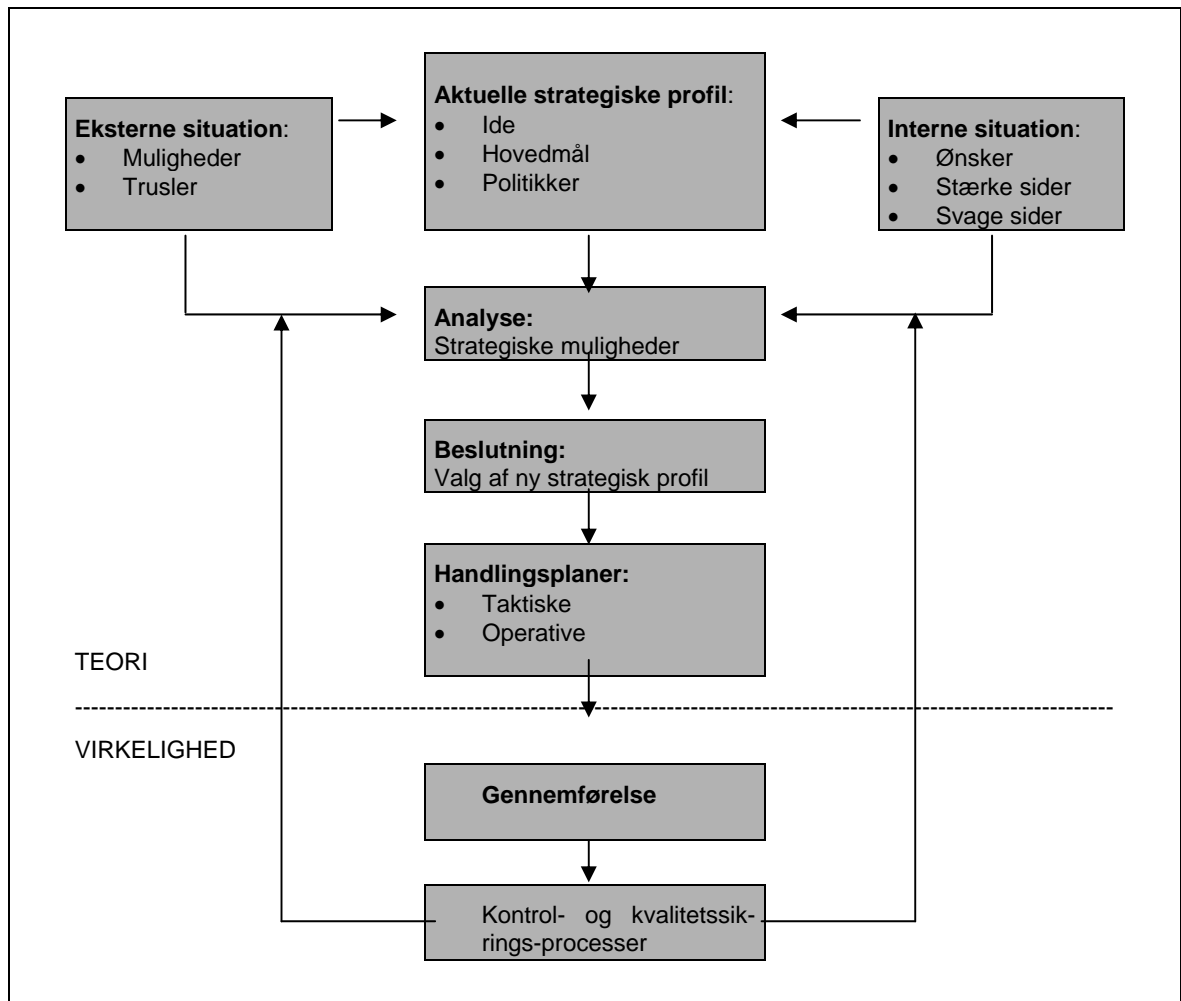 Eksterne situation:
• Muligheder
• Trusler
Aktuelle strategiske profil:
• Ide
• Hovedmål
• Politikker
Interne situation:
• Ønsker
• Stærke sider
• Svage sider
Analyse:
Strategiske muligheder
Beslutning:
Valg af ny strategisk profil
Handlingsplaner:
• Taktiske
• Operative
TEORI
VIRKELIGHED
Gennemførelse
Kontrol- og kvalitetssik-
rings-processer